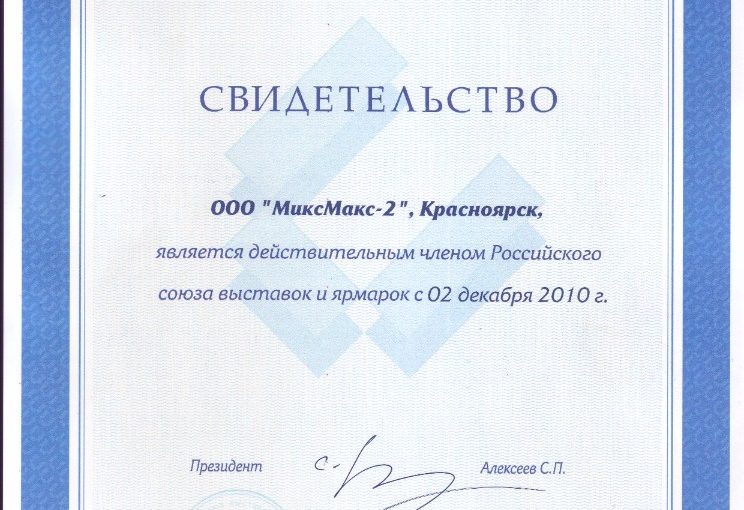 СВИДЕТЕЛЬСТВО
ООО "МиксМакс-2", Красноярск,
является действительным членом Российского
союза выставок и ярмарок с 02 декабря 2010 г.
Президент Алексеев С.П.